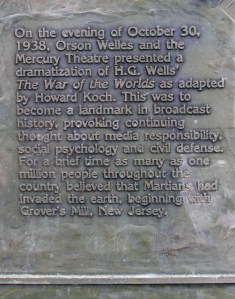 On the evening of October 30,
1938, Orson Welles and the
Mercury Theatre presented a
dramatization of H.G. Wells'
The War of the Worlds as adapted
by Howard Koch. This was to
become a landmark in broadcast
history, provoking continuing
thought about media responsibility,
social psychology and civil defense.
For a brief time as many as one
million people throughout the
country believed that Martians had
invaded the earth, beginning with
Grover's Mill, New Jersey.